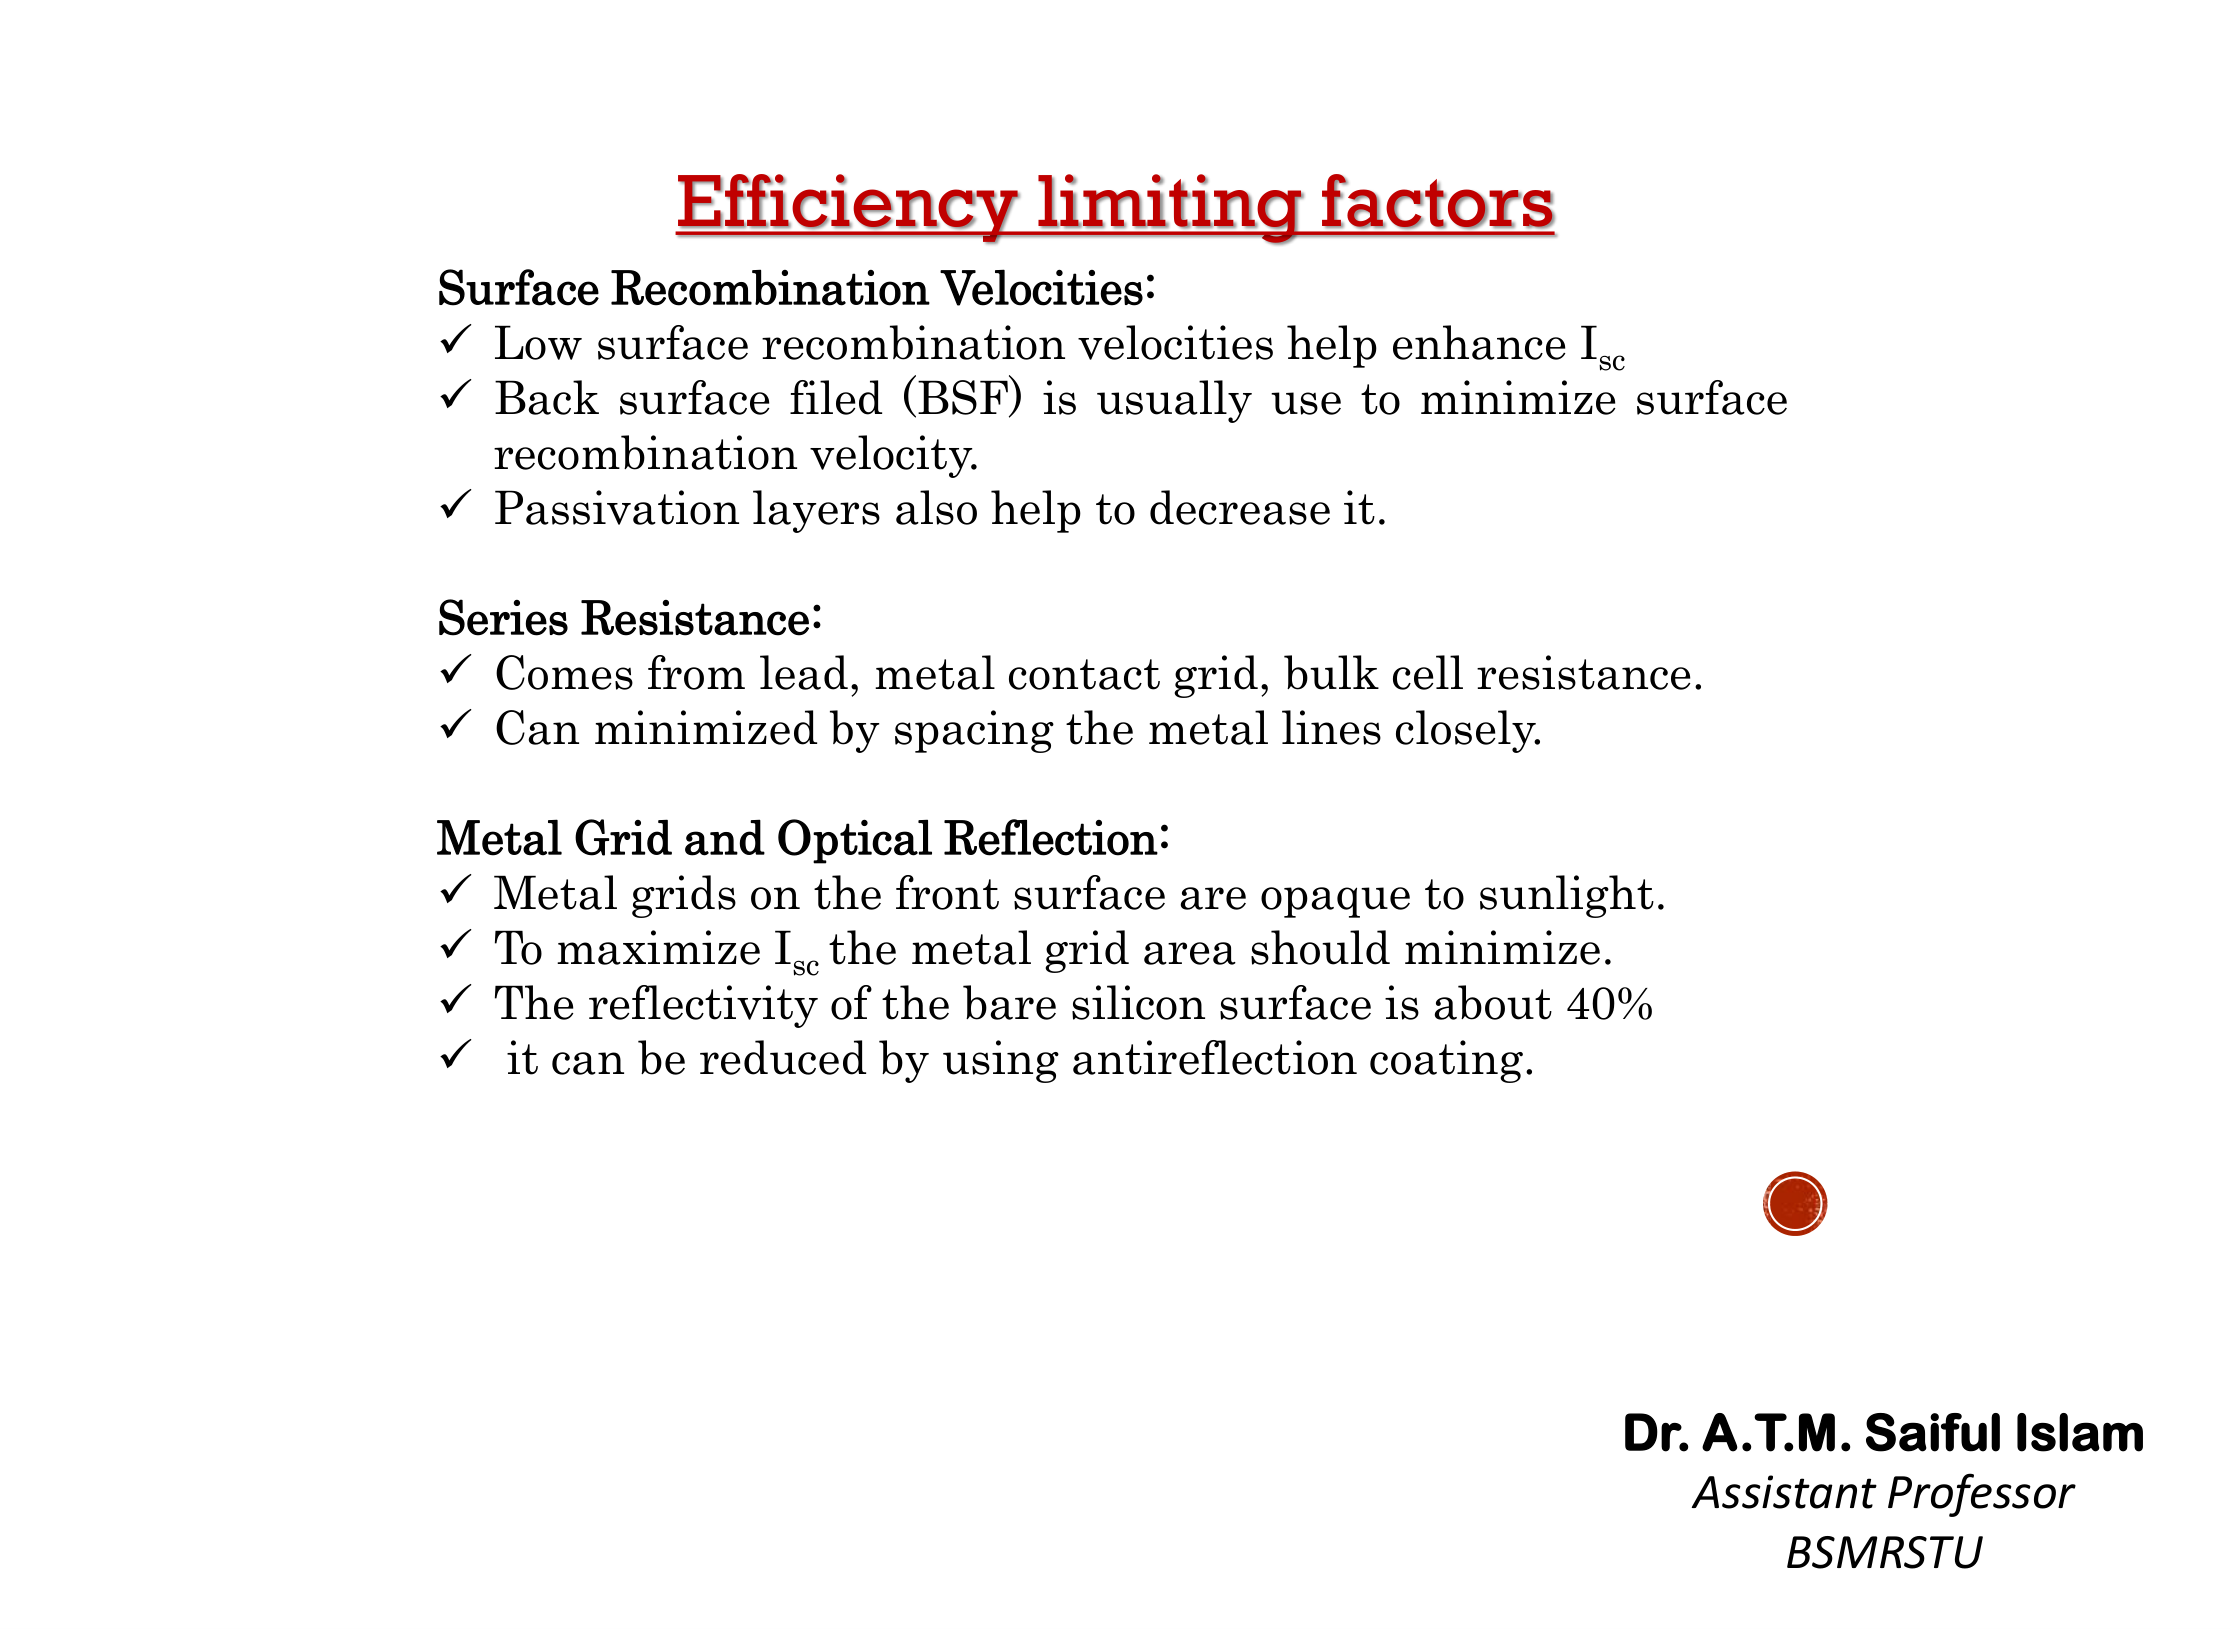 Efficiency limiting factors
Surface Recombination Velocities:
✓ Low surface recombination velocities help enhance Isc
✓ Back surface filed (BSF) is usually use to minimize surface
recombination velocity.
✓ Passivation layers also help to decrease it.
Series Resistance:
✓ Comes from lead, metal contact grid, bulk cell resistance.
✓ Can minimized by spacing the metal lines closely.
Metal Grid and Optical Reflection:
✓ Metal grids on the front surface are opaque to sunlight.
✓ To maximize Isc the metal grid area should minimize.
✓ The reflectivity of the bare silicon surface is about 40%
✓ it can be reduced by using antireflection coating.
Dr. A.T.M. Saiful Islam
Assistant Professor
BSMRSTU